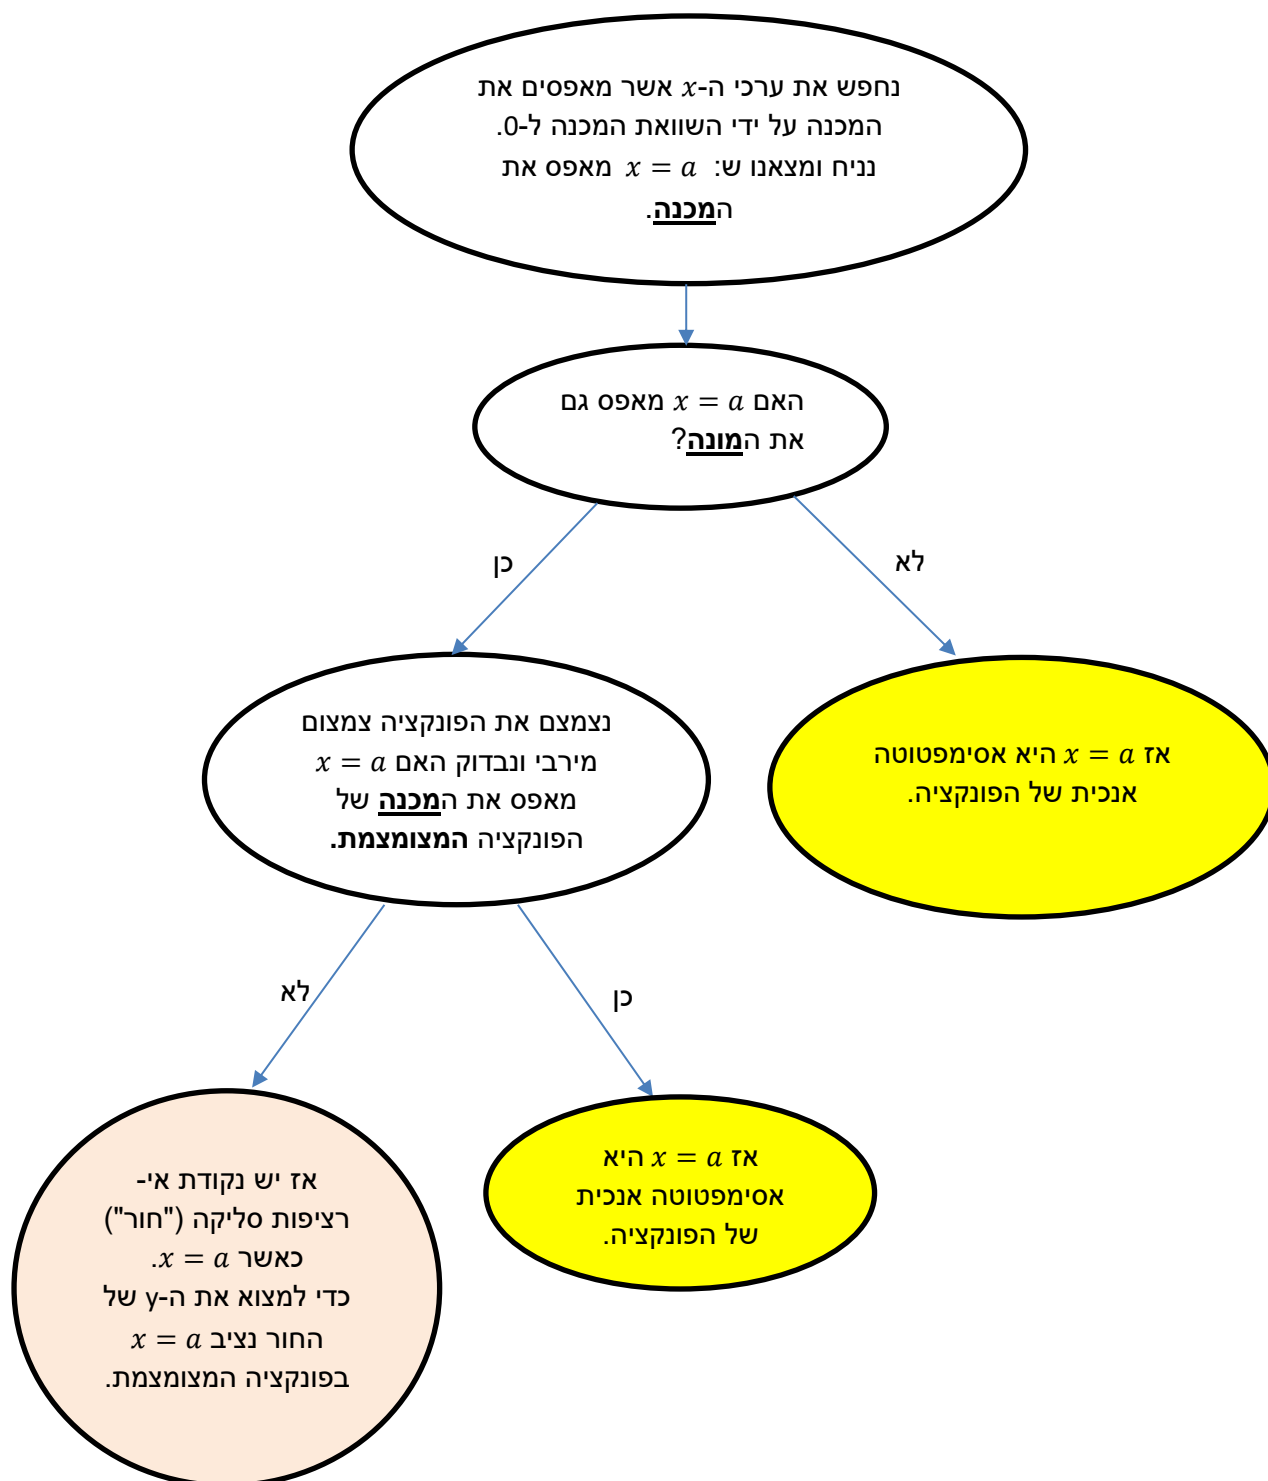 נחפש את ערכי ה-x אשר מאפסים את
המכנה על ידי השוואת המכנה ל-0.
נניח ומצאנו ש: x = a מאפס את
המכנה.
האם x = a מאפס גם
את המונה?
כן
לא
נצמצם את הפונקציה צמצום
מירבי ונבדוק האם x = a
מאפס את המכנה של
הפונקציה המצומצמת.
אז x = a היא אסימפטוטה
אנכית של הפונקציה.
לא
כן
אז יש נקודת אי-
רציפות סליקה ("חור")
כאשר x = a.
כדי למצוא את ה-y של
החור נציב x = a
בפונקציה המצומצמת.
אז x = a היא
אסימפטוטה אנכית
של הפונקציה.